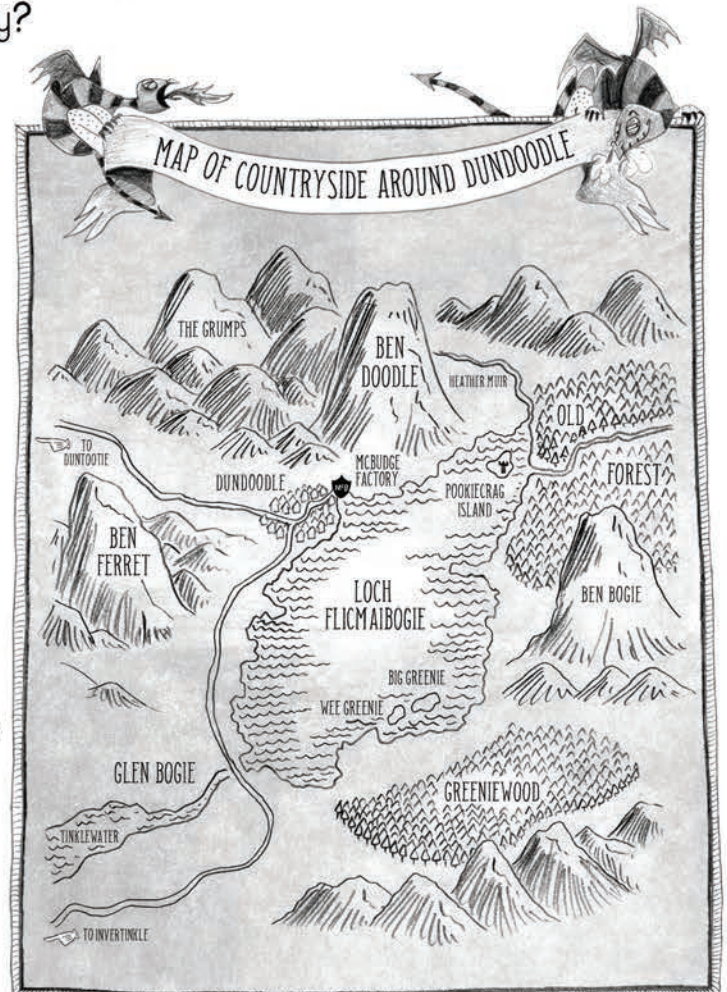 y?
MAP OF COUNTRYSIDE AROUND DUNDOODLE
THE GRUMPS
BEN
DOODLE
HEATHER MUIR
OLD
FOREST
TO
DUNTOOTIE
DUNDOODLE
MCBUDGE
FACTORY
POOKIECRAG
ISLAND
BEN
FERRET
LOCH
FLICMAIBOGIE
BEN BOGIE
BIG GREENIE
WEE GREENIE
GLEN BOGIE
GREENIEWOOD
TINKLEWATER
TO INVERTINKLE